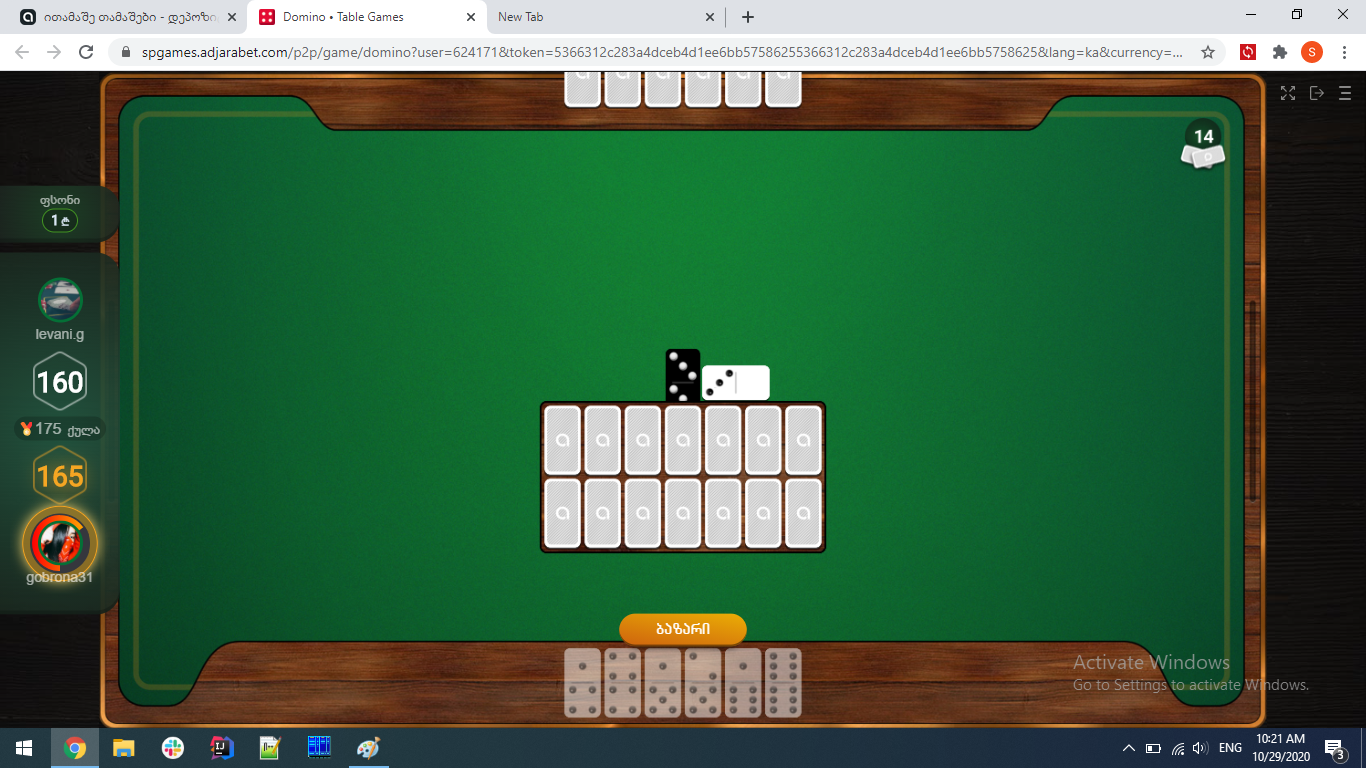 ითამაშე თამაშები - დეპოზი
Domino • Table Games
New Tab
spgames.adjarabet.com/p2p/game/domino?user=624171&token=5366312c283a4dceb4d1ee6bb57586255366312c283a4dceb4d1ee6bb5758625&lang=ka&currency=...
S
14
ფსონი
1 ₾
levani.g
160
175 ქულა
165
gobrona31
ბაზარი
Activate Windows
Go to Settings to activate Windows.
ENG
10:21 AM
10/29/2020
3